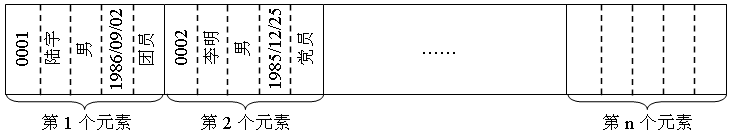 0001 陆宇 男 1986/09/02 团员 0002 李明 男 1985/12/25 党员 ……
第 1 个元素 第 2 个元素 第 n 个元素